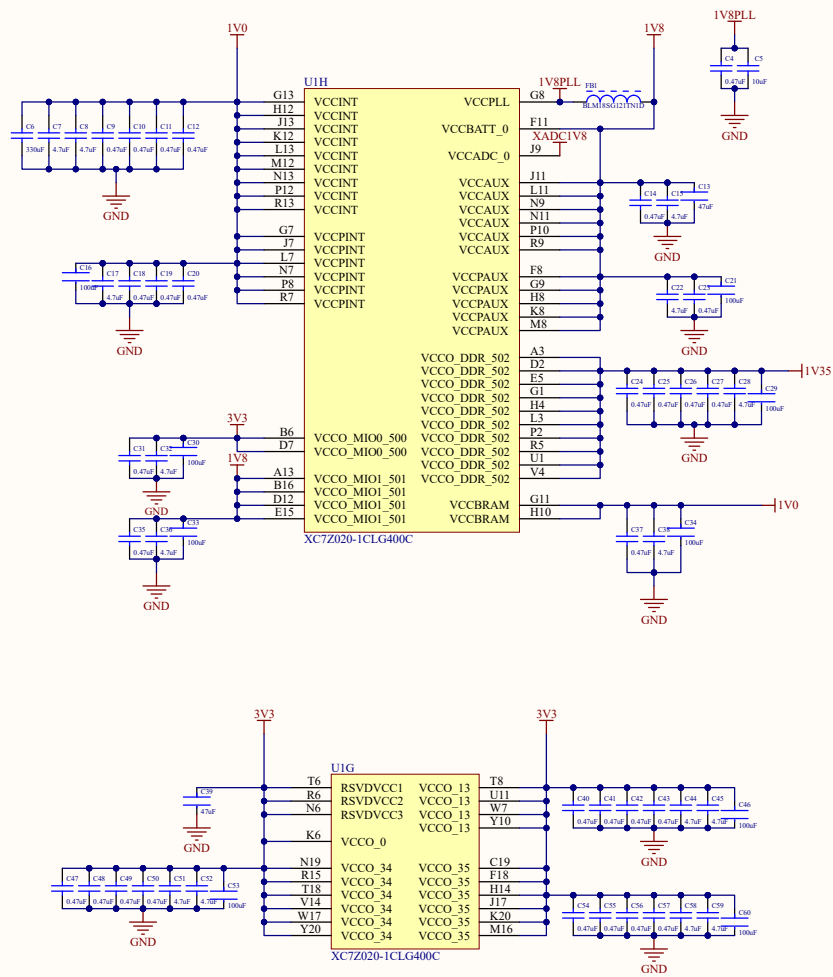 1V0
1V8
1V8PLL
C4
0.47uF
C5
10uF
U1H
G13 VCCINT
H12 VCCINT
J13 VCCINT
K12 VCCINT
L13 VCCINT
M12 VCCINT
N13 VCCINT
P12 VCCINT
R13 VCCINT
G7 VCCPINT
J7 VCCPINT
L7 VCCPINT
N7 VCCPINT
P8 VCCPINT
R7 VCCPINT
B6 VCCO_MIO0_500
D7 VCCO_MIO0_500
A13 VCCO_MIO1_501
B16 VCCO_MIO1_501
D12 VCCO_MIO1_501
E15 VCCO_MIO1_501
VCCPLL G8
VCCBATT_0 F11
VCCADC_0 J9
VCCAUX J11
VCCAUX L11
VCCAUX N9
VCCAUX N11
VCCAUX P10
VCCAUX R9
VCCPAUX F8
VCCPAUX G9
VCCPAUX H8
VCCPAUX K8
VCCPAUX M8
VCCO_DDR_502 A3
VCCO_DDR_502 D2
VCCO_DDR_502 E5
VCCO_DDR_502 G1
VCCO_DDR_502 H4
VCCO_DDR_502 L3
VCCO_DDR_502 P2
VCCO_DDR_502 R5
VCCO_DDR_502 U1
VCCO_DDR_502 V4
VCCBRAM G11
VCCBRAM H10
XC7Z020-1CLG400C
1V8PLL
FB1
BLM18SG121TN1D
XADC1V8
GND
C6 C7 C8 C9 C10 C11 C12
330uF 4.7uF 4.7uF 0.47uF 0.47uF 0.47uF 0.47uF
GND
C16 C17 C18 C19 C20
100uF 4.7uF 0.47uF 0.47uF 0.47uF
GND
3V3
C31 C32 C30
0.47uF 4.7uF 100uF
GND
1V8
C35 C36 C33
0.47uF 4.7uF 100uF
GND
C14 C15 C13
0.47uF 4.7uF 47uF
GND
C22 C23 C21
4.7uF 0.47uF 100uF
GND
1V35
C24 C25 C26 C27 C28 C29
0.47uF 0.47uF 0.47uF 0.47uF 4.7uF 100uF
GND
1V0
C37 C38 C34
0.47uF 4.7uF 100uF
GND
3V3
3V3
U1G
T6 RSVDVCC1
R6 RSVDVCC2
N6 RSVDVCC3
K6 VCCO_0
N19 VCCO_34
R15 VCCO_34
T18 VCCO_34
V14 VCCO_34
W17 VCCO_34
Y20 VCCO_34
VCCO_13 T8
VCCO_13 U11
VCCO_13 W7
VCCO_13 Y10
VCCO_35 C19
VCCO_35 F18
VCCO_35 H14
VCCO_35 J17
VCCO_35 K20
VCCO_35 M16
XC7Z020-1CLG400C
C39
47uF
GND
C47 C48 C49 C50 C51 C52 C53
0.47uF 0.47uF 0.47uF 0.47uF 4.7uF 4.7uF 100uF
GND
C40 C41 C42 C43 C44 C45 C46
0.47uF 0.47uF 0.47uF 0.47uF 4.7uF 4.7uF 100uF
GND
C54 C55 C56 C57 C58 C59 C60
0.47uF 0.47uF 0.47uF 0.47uF 4.7uF 4.7uF 100uF
GND